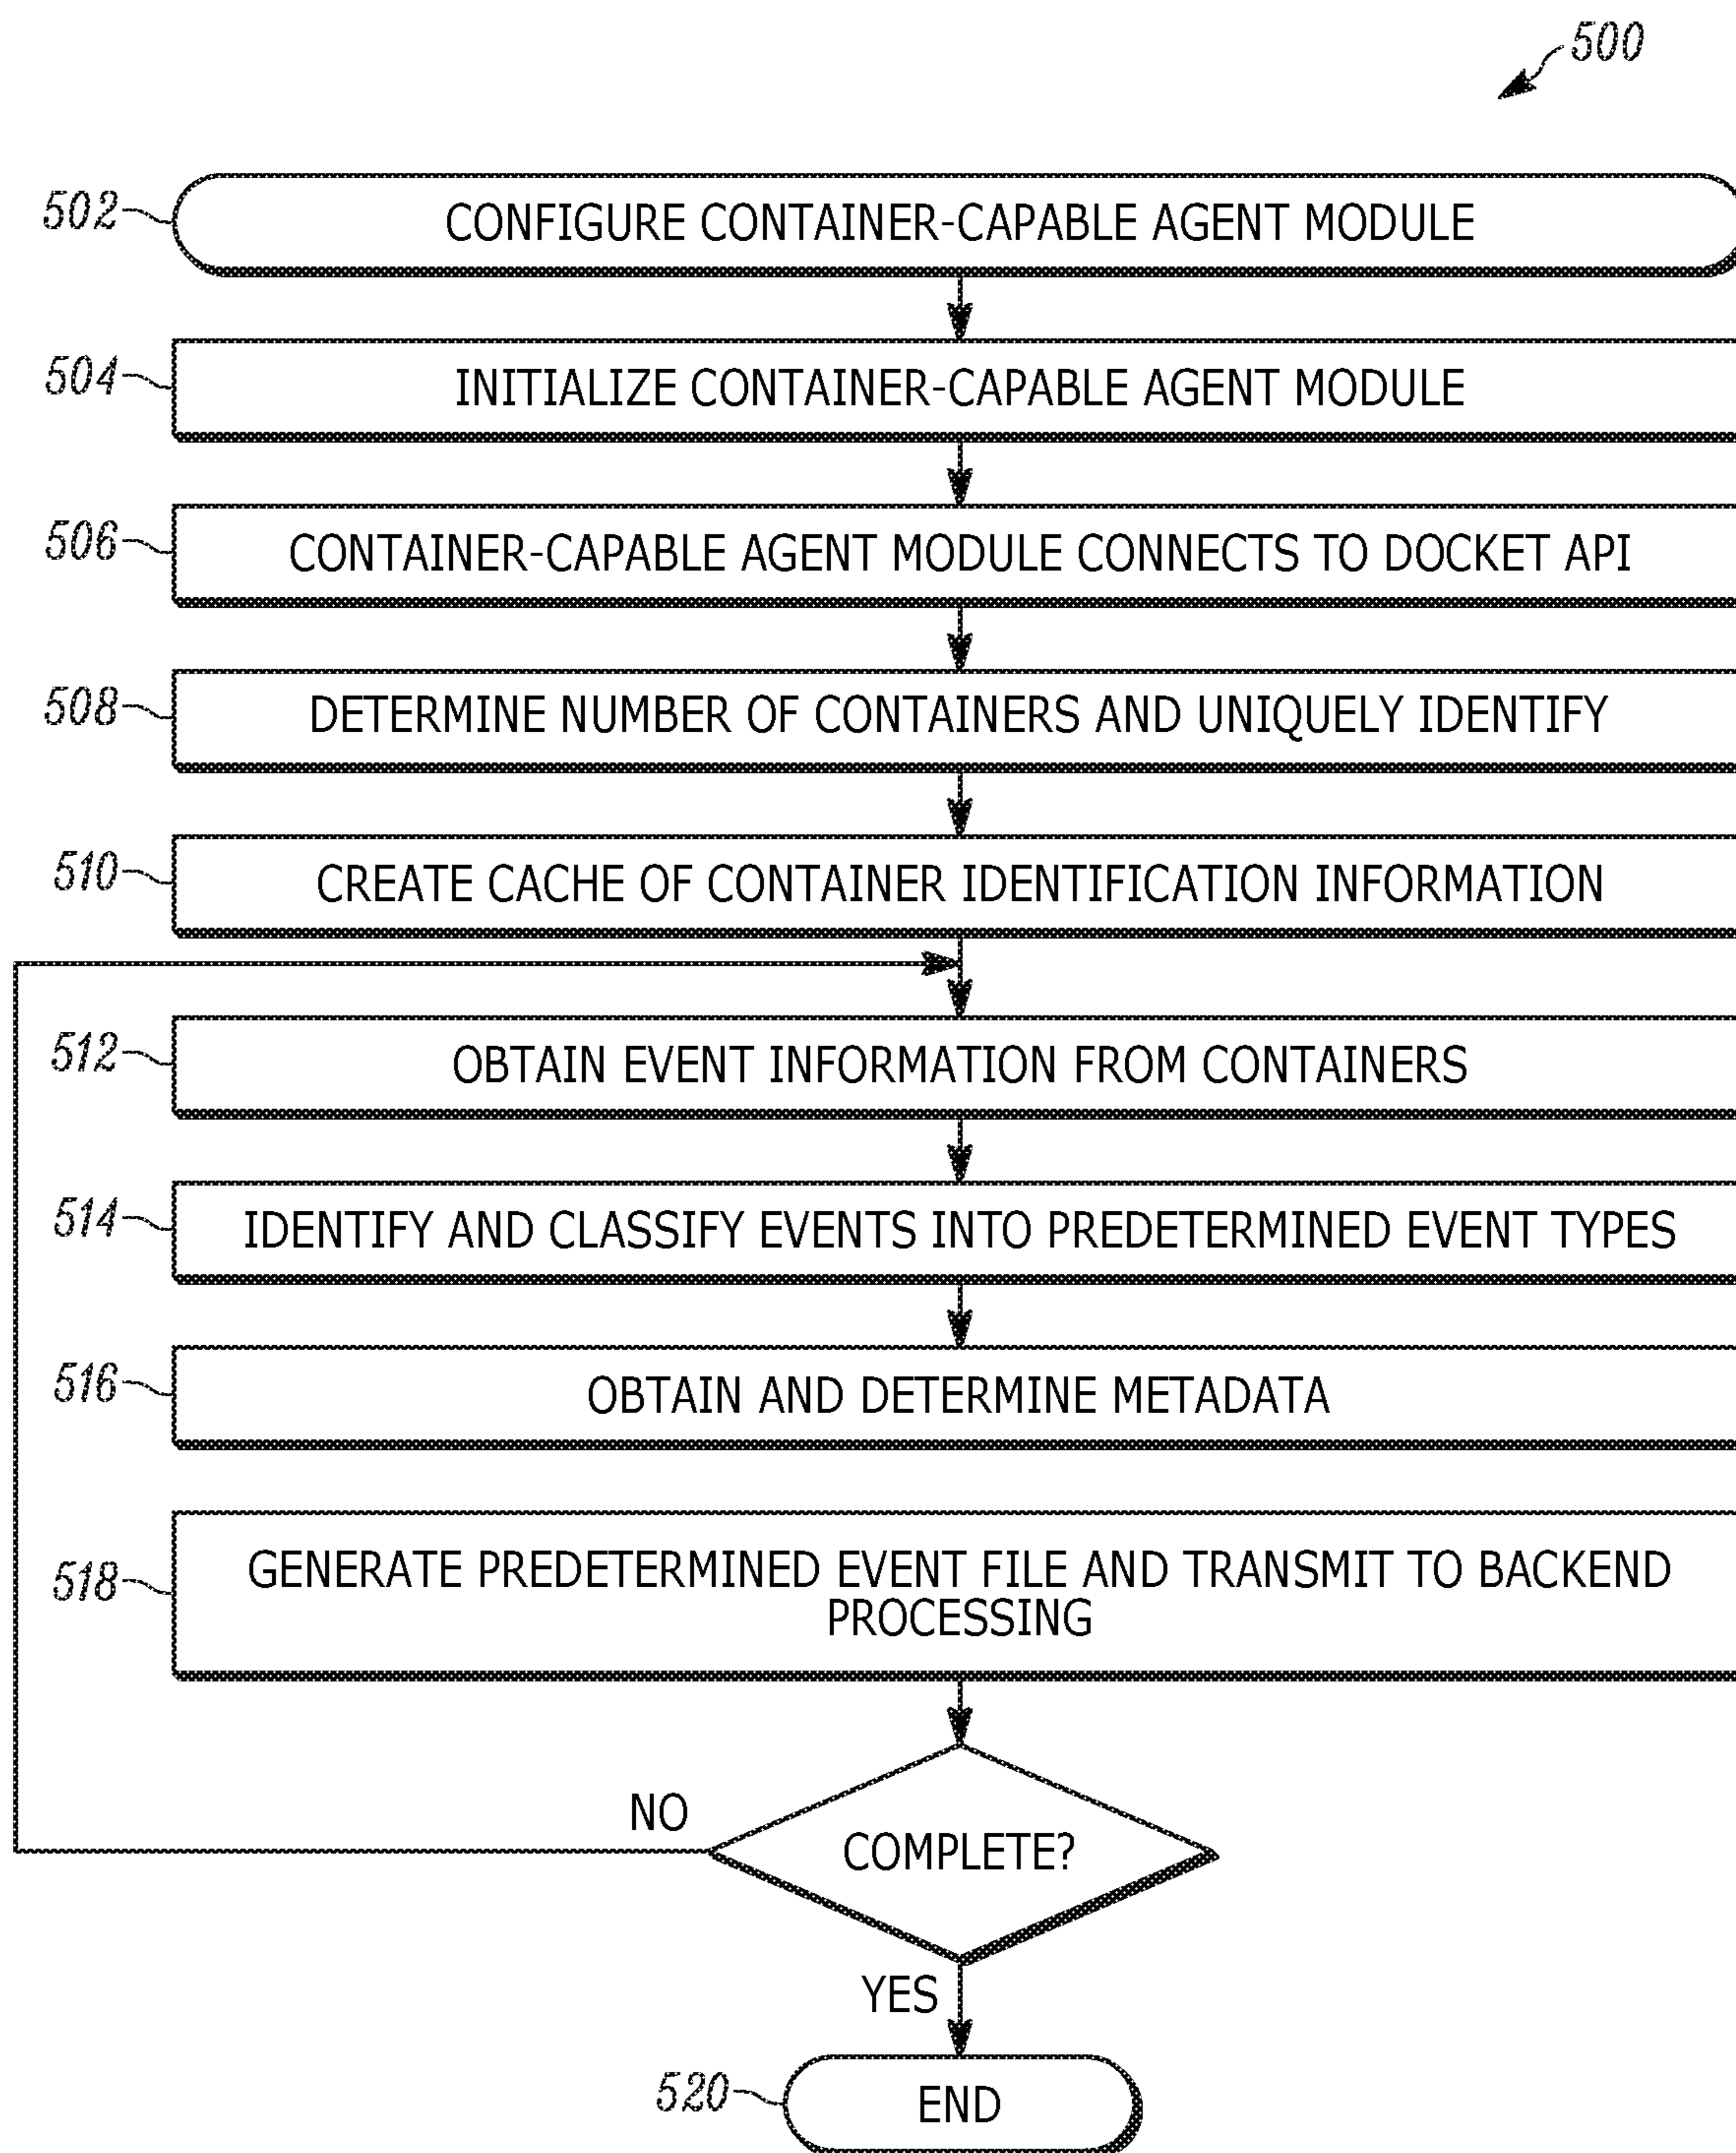 500
502
CONFIGURE CONTAINER-CAPABLE AGENT MODULE
504
INITIALIZE CONTAINER-CAPABLE AGENT MODULE
506
CONTAINER-CAPABLE AGENT MODULE CONNECTS TO DOCKET API
508
DETERMINE NUMBER OF CONTAINERS AND UNIQUELY IDENTIFY
510
CREATE CACHE OF CONTAINER IDENTIFICATION INFORMATION
512
OBTAIN EVENT INFORMATION FROM CONTAINERS
514
IDENTIFY AND CLASSIFY EVENTS INTO PREDETERMINED EVENT TYPES
516
OBTAIN AND DETERMINE METADATA
518
GENERATE PREDETERMINED EVENT FILE AND TRANSMIT TO BACKEND
PROCESSING
NO
COMPLETE?
YES
520
END